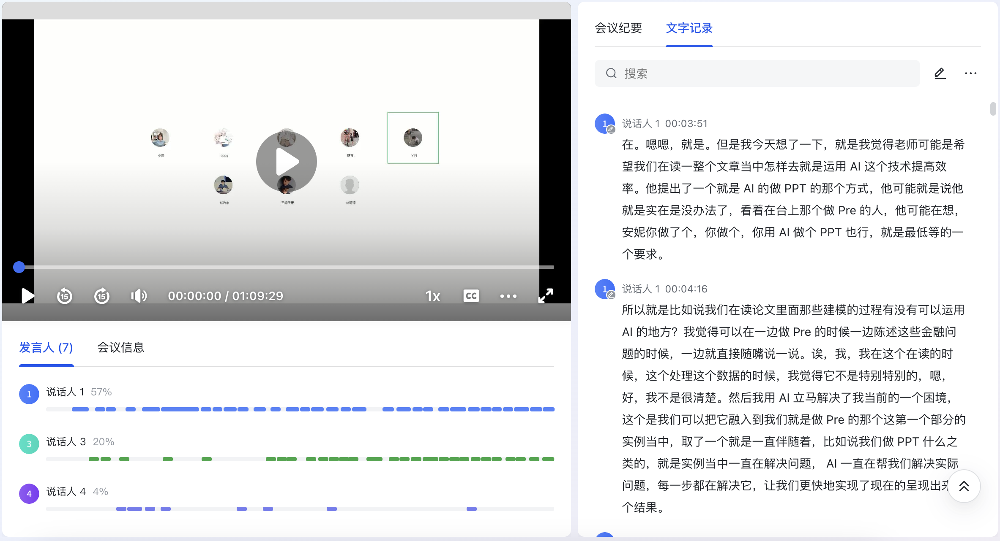 小四
qqqq
群青.
YIN
赵治宇
王闫子豪
林琦琦
15
15
00:00:00 / 01:09:29
1x
CC
发言人 (7)
会议信息
1
说话人 1 57%
3
说话人 3 20%
4
说话人 4 4%
会议纪要
文字记录
搜索
1
说话人 1 00:03:51
在。嗯嗯，就是。但是我今天想了一下，就是我觉得老师可能是希
望我们在读一整个文章当中怎样去就是运用 AI 这个技术提高效
率。他提出了一个就是 AI 的做 PPT 的那个方式，他可能就是说他
就是实在是没办法了，看着在台上那个做 Pre 的人，他可能在想，
安妮你做了个，你做个，你用 AI 做个 PPT 也行，就是最低等的一
个要求。
1
说话人 1 00:04:16
所以就是比如说我们在读论文里面那些建模的过程有没有可以运用
AI 的地方？我觉得可以在一边做 Pre 的时候一边陈述这些金融问
题的时候，一边就直接随嘴说一说。诶，我，我在这个在读的时
候，这个处理这个数据的时候，我觉得它不是特别特别的，嗯，
好，我不是很清楚。然后我用 AI 立马解决了我当前的一个困境，
这个是我们可以把它融入到我们就是做 Pre 的那个这第一个部分的
实例当中，取了一个就是一直伴随着，比如说我们做 PPT 什么之
类的，就是实例当中一直在解决问题， AI 一直在帮我们解决实际
问题，每一步都在解决它，让我们更快地实现了现在的呈现出来
个结果。